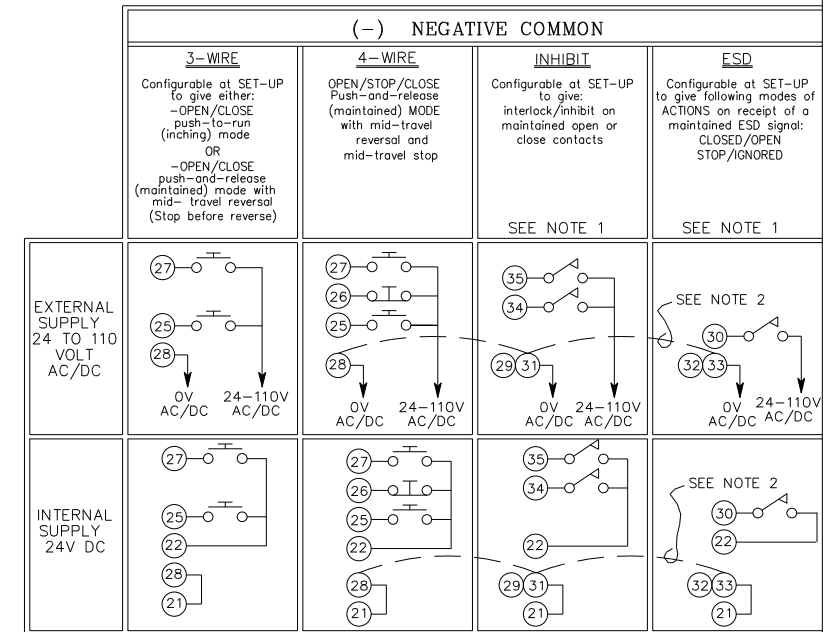 (-) NEGATIVE COMMON
3-WIRE
Configurable at SET-UP
to give either:
-OPEN/CLOSE
push-to-run
(inching) mode
OR
-OPEN/CLOSE
push-and-release
(maintained) mode with
mid- travel reversal
(Stop before reverse)
4-WIRE
OPEN/STOP/CLOSE
Push-and-release
(maintained) MODE
with mid-travel
reversal and
mid-travel stop
INHIBIT
Configurable at SET-UP
to give:
interlock/inhibit on
maintained open or
close contacts
SEE NOTE 1
ESD
Configurable at SET-UP
to give following modes of
ACTIONS on receipt of a
maintained ESD signal:
CLOSED/OPEN
STOP/IGNORED
SEE NOTE 1
EXTERNAL
SUPPLY
24 TO 110
VOLT
AC/DC
27
25
28
0V
AC/DC
24-110V
AC/DC
27
26
25
28
0V
AC/DC
24-110V
AC/DC
35
34
29 31
0V
AC/DC
24-110V
AC/DC
SEE NOTE 2
30
32 33
0V
AC/DC
24-110V
AC/DC
INTERNAL
SUPPLY
24V DC
27
25
22
28
21
27
26
25
22
28
21
35
34
22
29 31
21
SEE NOTE 2
30
22
32 33
21